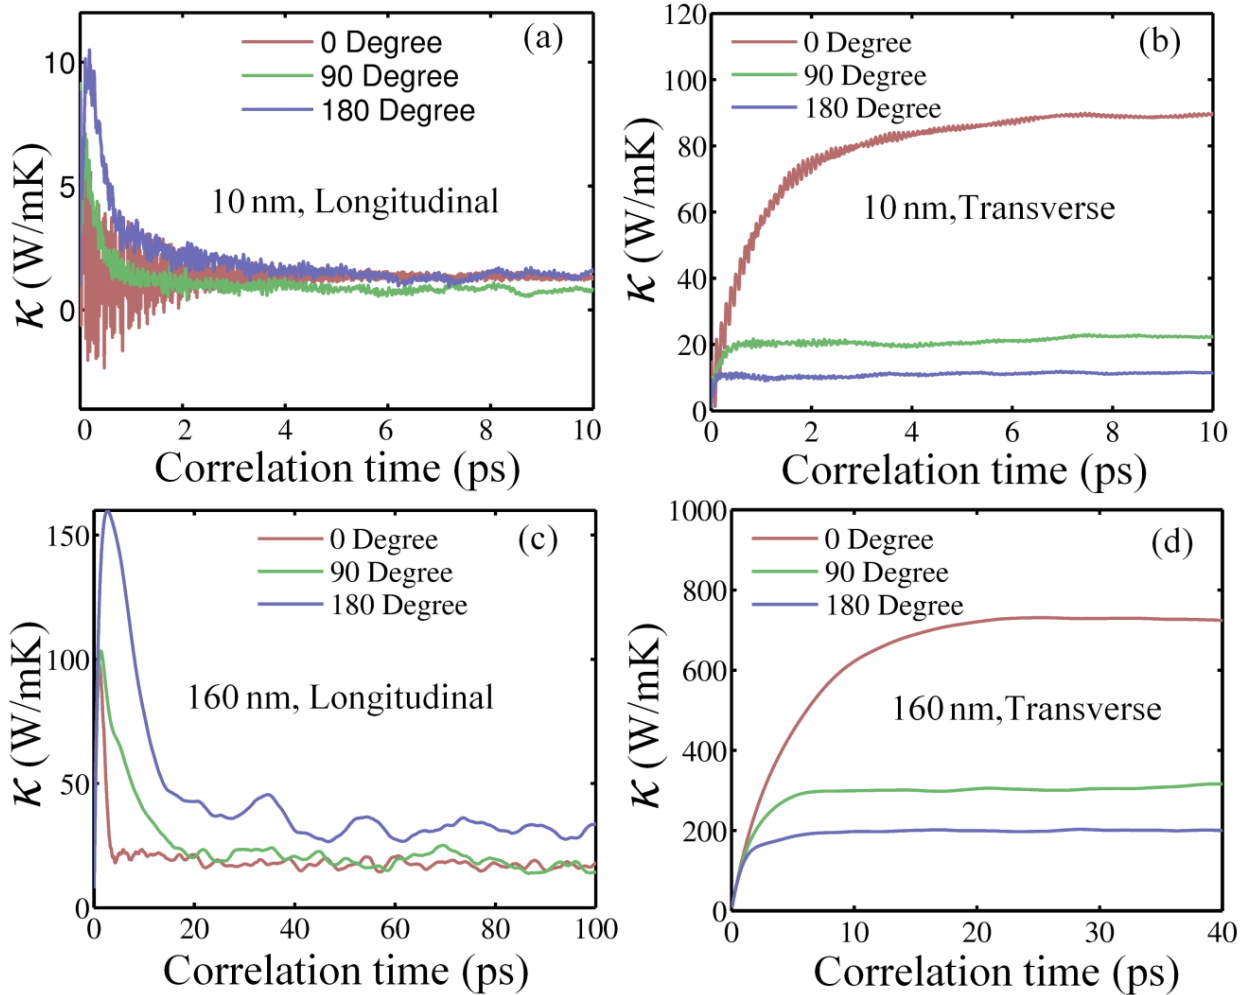 (a)
0 Degree
90 Degree
180 Degree
10 nm, Longitudinal
κ (W/mK)
10
5
0
0 2 4 6 8 10
Correlation time (ps)
(b)
0 Degree
90 Degree
180 Degree
10 nm,Transverse
κ (W/mK)
120
100
80
60
40
20
0
0 2 4 6 8 10
Correlation time (ps)
(c)
0 Degree
90 Degree
180 Degree
160 nm, Longitudinal
κ (W/mK)
150
100
50
0
0 20 40 60 80 100
Correlation time (ps)
(d)
0 Degree
90 Degree
180 Degree
160 nm,Transverse
κ (W/mK)
1000
800
600
400
200
0
0 10 20 30 40
Correlation time (ps)